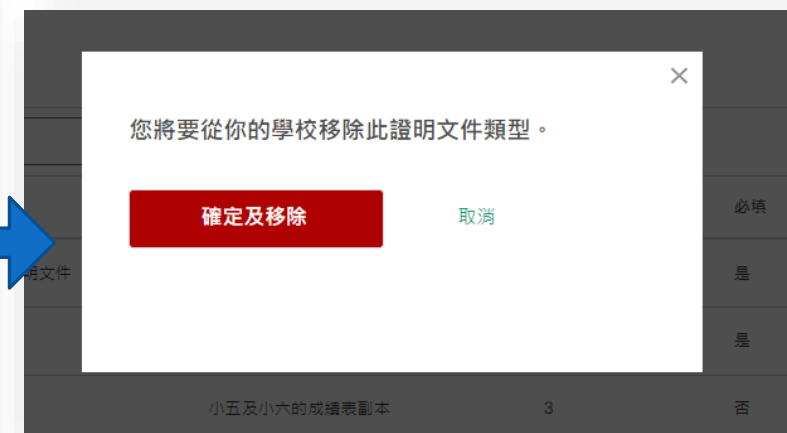 您將要從你的學校移除此證明文件類型。
確定及移除
取消
必填
明文件
是
是
小五及小六的成績表副本
3
否